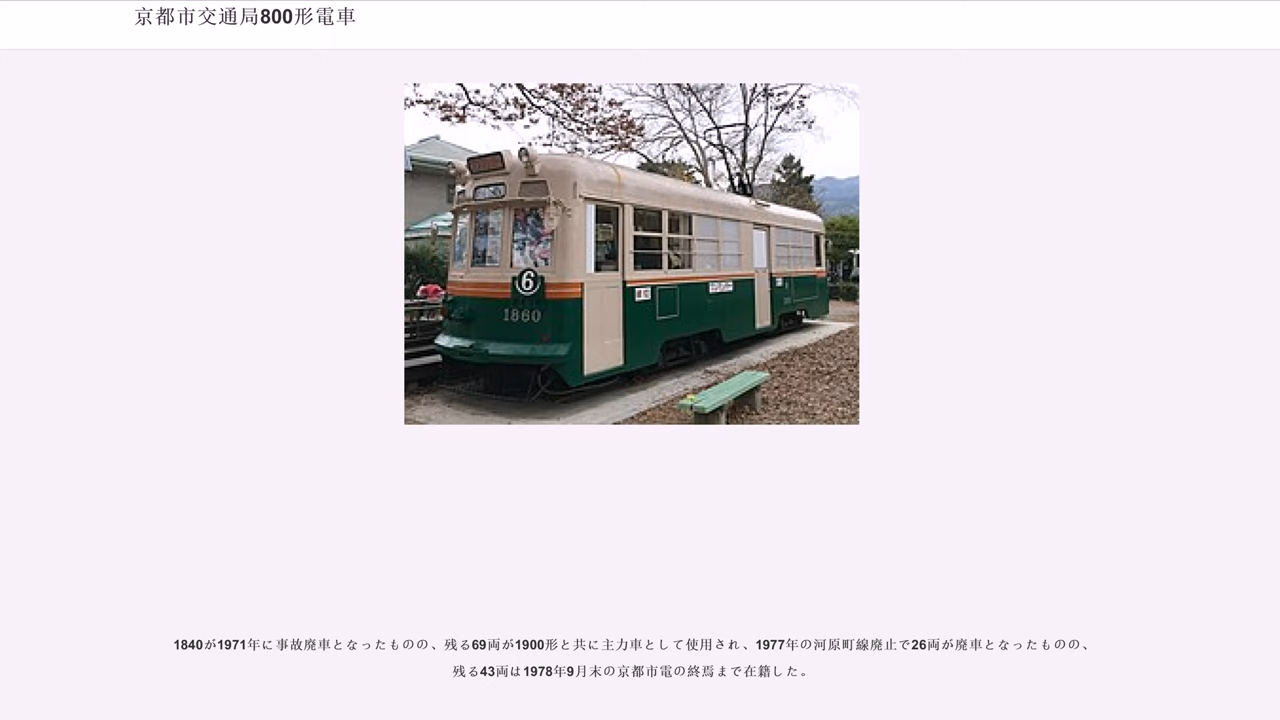 京都市交通局800形電車
6
1860
1840が1971年に事故廃車となったものの、残る69両が1900形と共に主力車として使用され、1977年の河原町線廃止で26両が廃車となったものの、
残る43両は1978年9月末の京都市電の終焉まで在籍した。